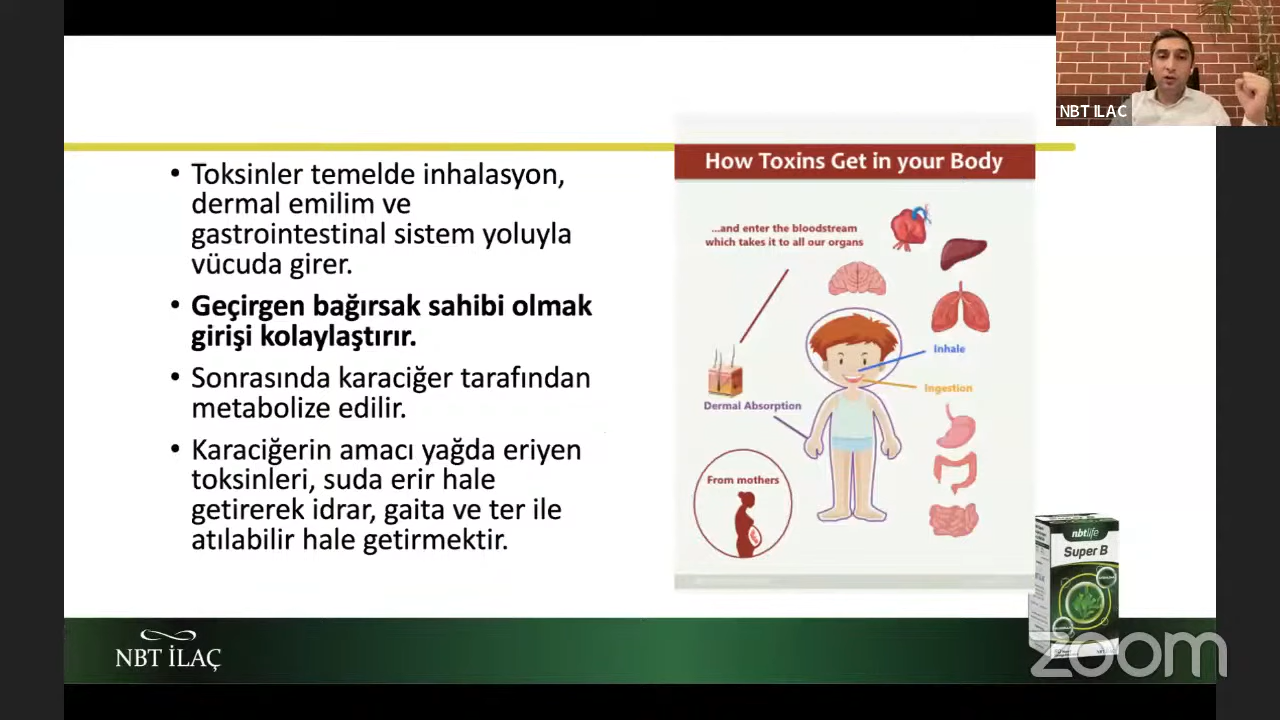 NBT ILAC
• Toksinler temelde inhalasyon,
dermal emilim ve
gastrointestinal sistem yoluyla
vücuda girer.
• Geçirgen bağırsak sahibi olmak
girişi kolaylaştırır.
• Sonrasında karaciğer tarafından
metabolize edilir.
• Karaciğerin amacı yağda eriyen
toksinleri, suda erir hale
getirerek idrar, gaita ve ter ile
atılabilir hale getirmektir.
How Toxins Get in your Body
...and enter the bloodstream
which takes it to all our organs
Inhale
Ingestion
Dermal Absorption
From mothers
nbtlife
Super B
NBT İLAÇ
zoom